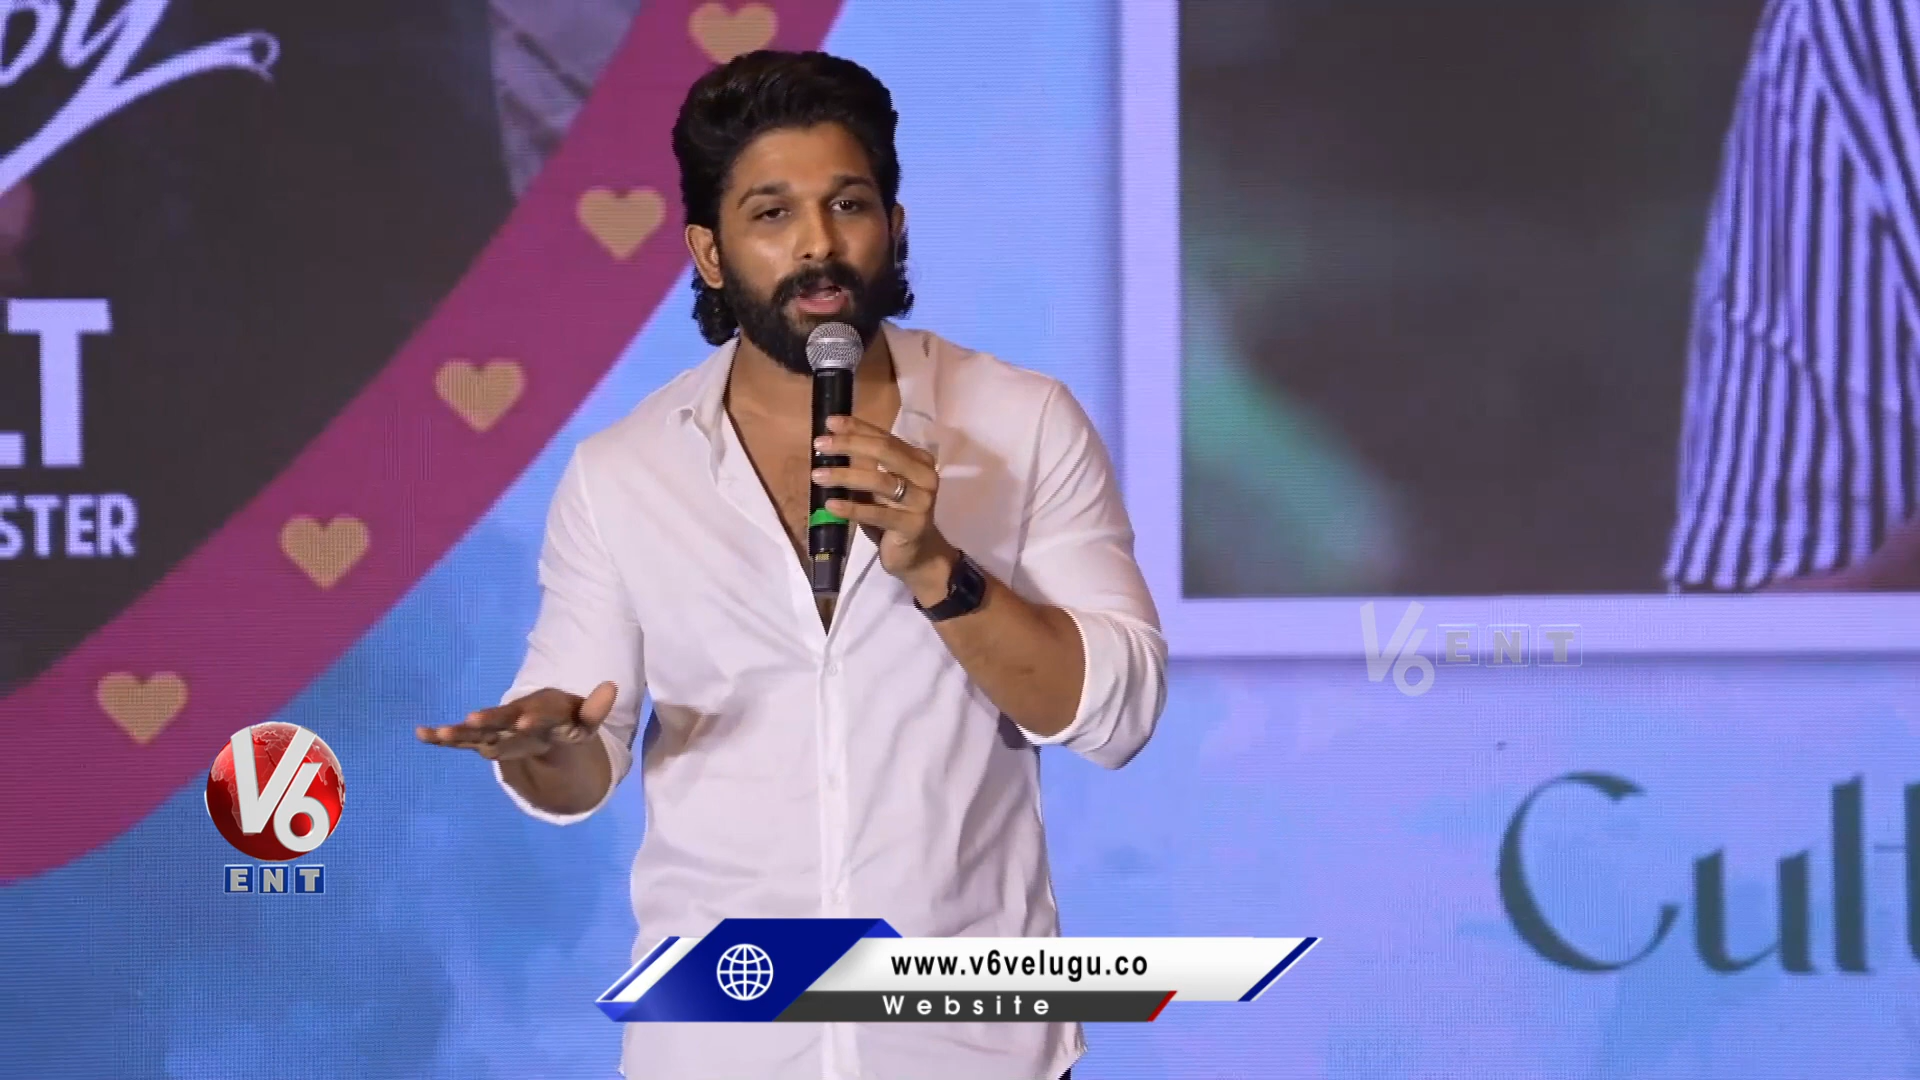 oy
LT
STER
V6
ENT
V6 ENT
Cult
www.v6velugu.co
Website